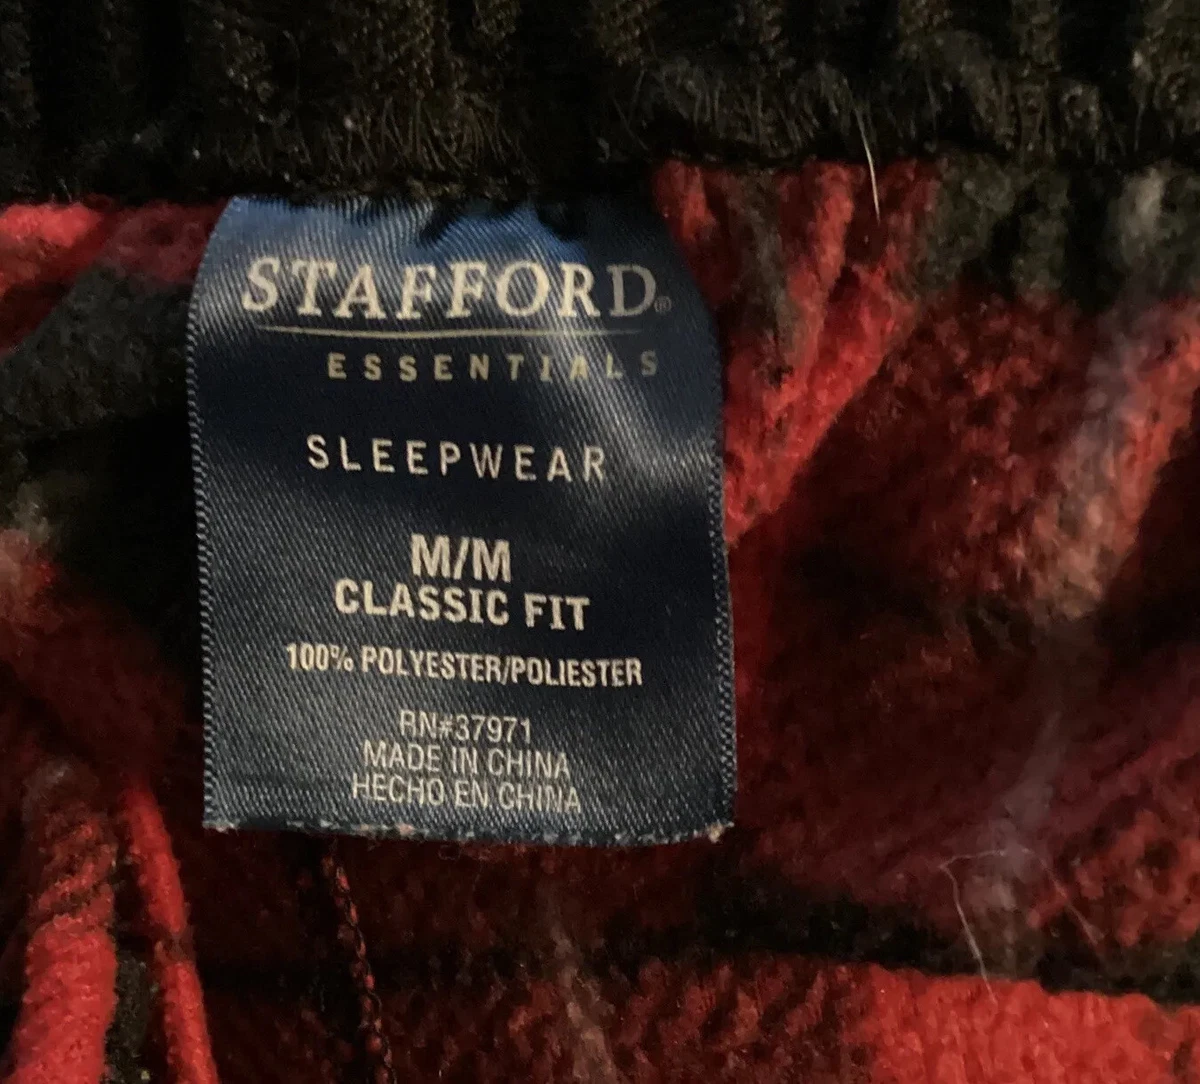 STAFFORD®
ESSENTIALS
SLEEPWEAR
M/M
CLASSIC FIT
100% POLYESTER/POLIESTER
RN#37971
MADE IN CHINA
HECHO EN CHINA